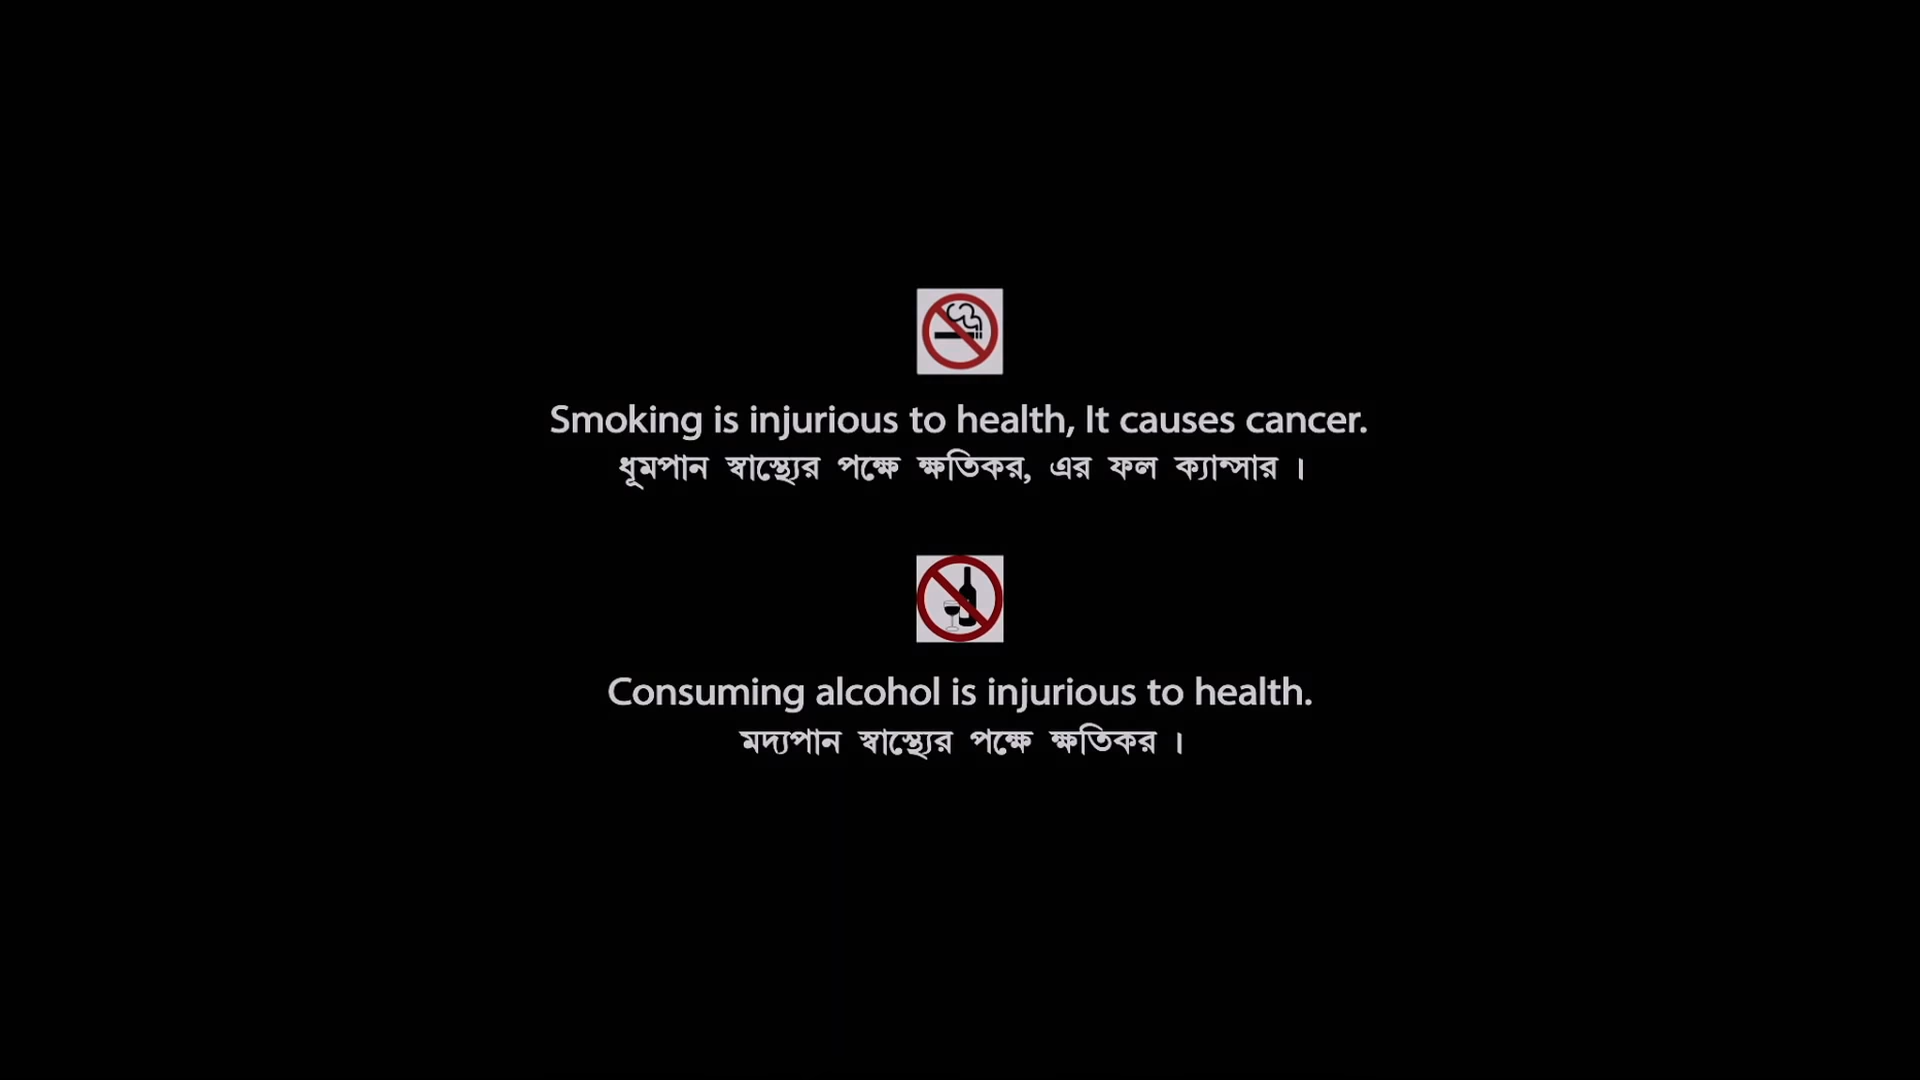 Smoking is injurious to health, It causes cancer.
ধূমপান স্বাস্থ্যের পক্ষে ক্ষতিকর, এর ফল ক্যান্সার ।
Consuming alcohol is injurious to health.
মদ্যপান স্বাস্থ্যের পক্ষে ক্ষতিকর ।